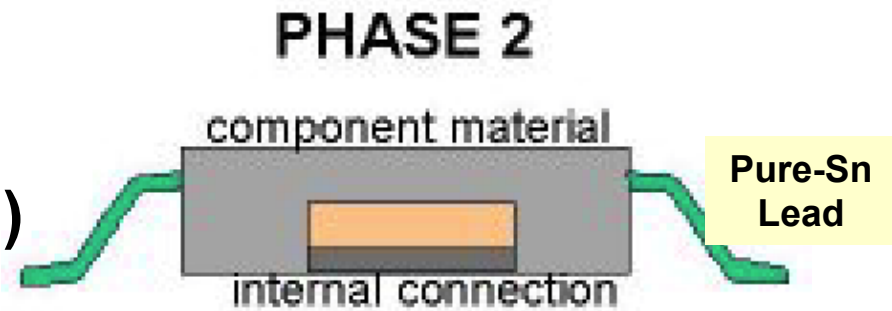 PHASE 2
component material
Pure-Sn
Lead
)
internal connection